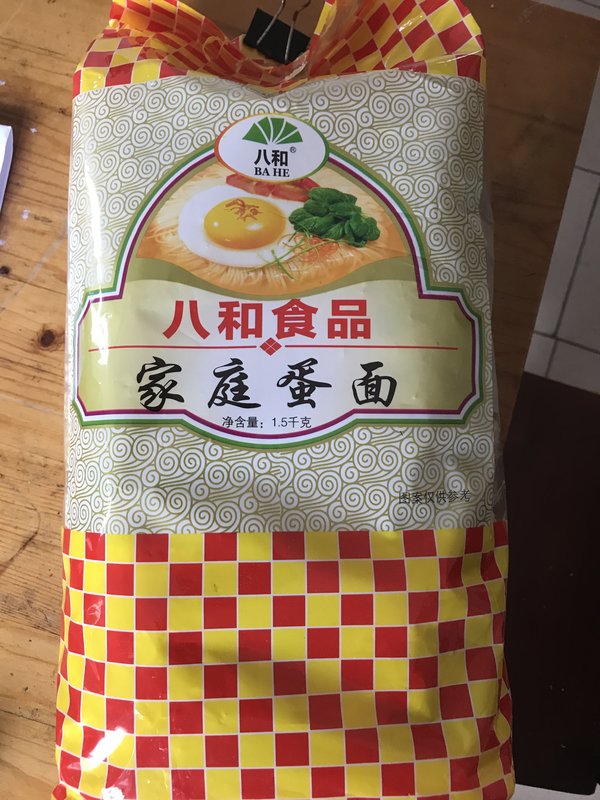 八和®
BA HE
八和食品
家庭蛋面
净含量：1.5千克
图案仅供参考